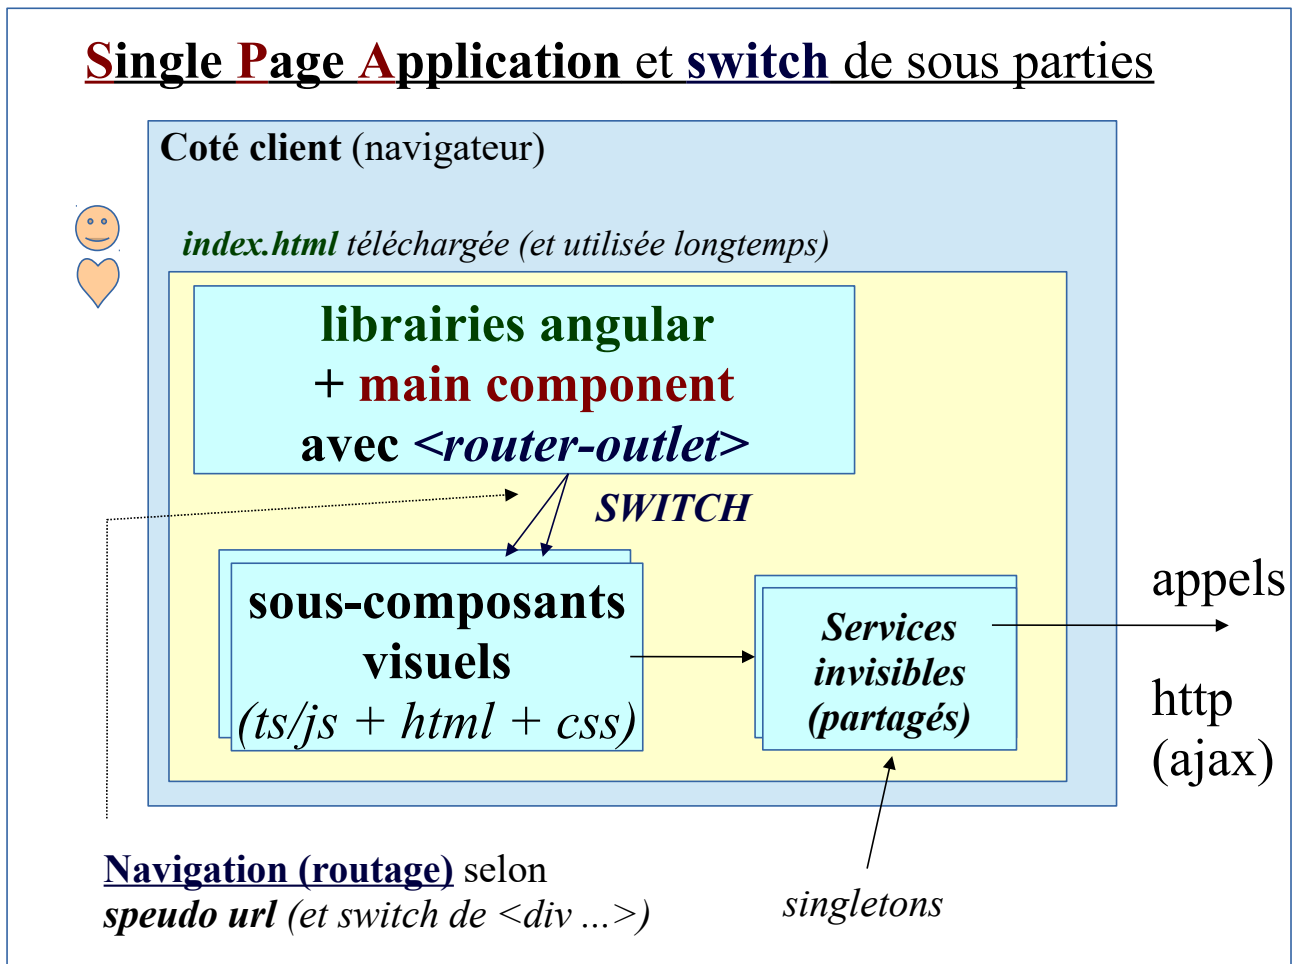 Single Page Application et switch de sous parties
Coté client (navigateur)
index.html téléchargée (et utilisée longtemps)
librairies angular
+ main component
avec <router-outlet>
SWITCH
sous-composants
visuels
(ts/js + html + css)
Services
invisibles
(partagés)
appels
http
(ajax)
Navigation (routage) selon
speudo url (et switch de <div ...>)
singletons